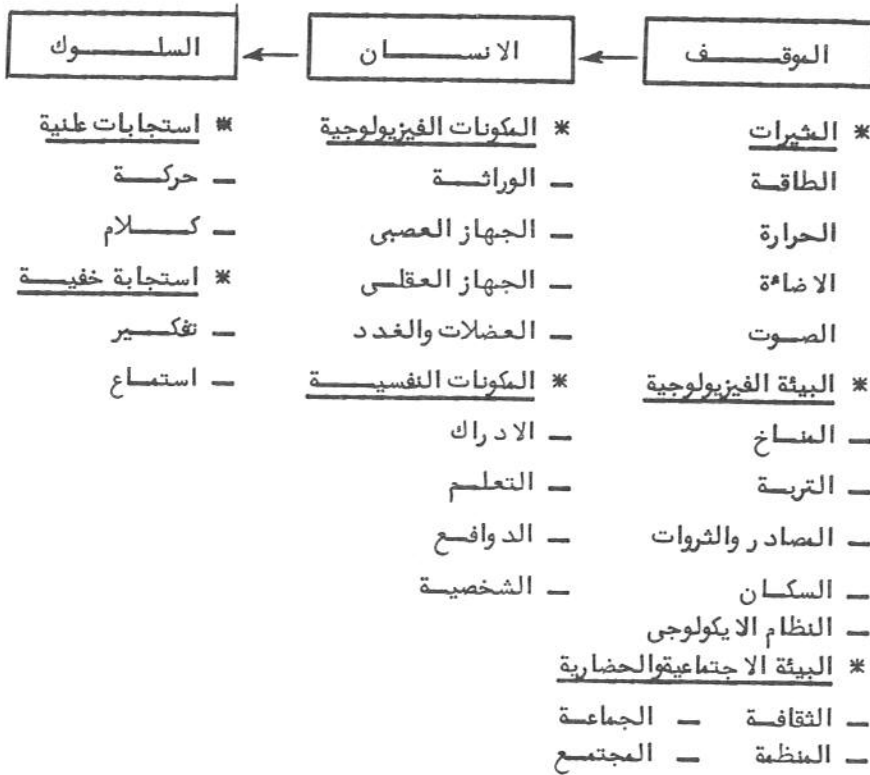 الموقف
* المثيرات
الطاقة
الحرارة
الاضاءة
الصوت
* البيئة الفيزيولوجية
– المناخ
– التربة
– المصادر والثروات
– السكان
– النظام الايكولوجى
* البيئة الاجتماعية والحضارية
– الثقافة – الجماعة
– المنظمة – المجتمع
الانسان
* المكونات الفيزيولوجية
– الوراثة
– الجهاز العصبى
– الجهاز العقلى
– العضلات والغدد
* المكونات النفسية
– الادراك
– التعلم
– الدوافع
– الشخصية
السلوك
* استجابات علنية
– حركة
– كلام
* استجابة خفية
– تفكير
– استماع